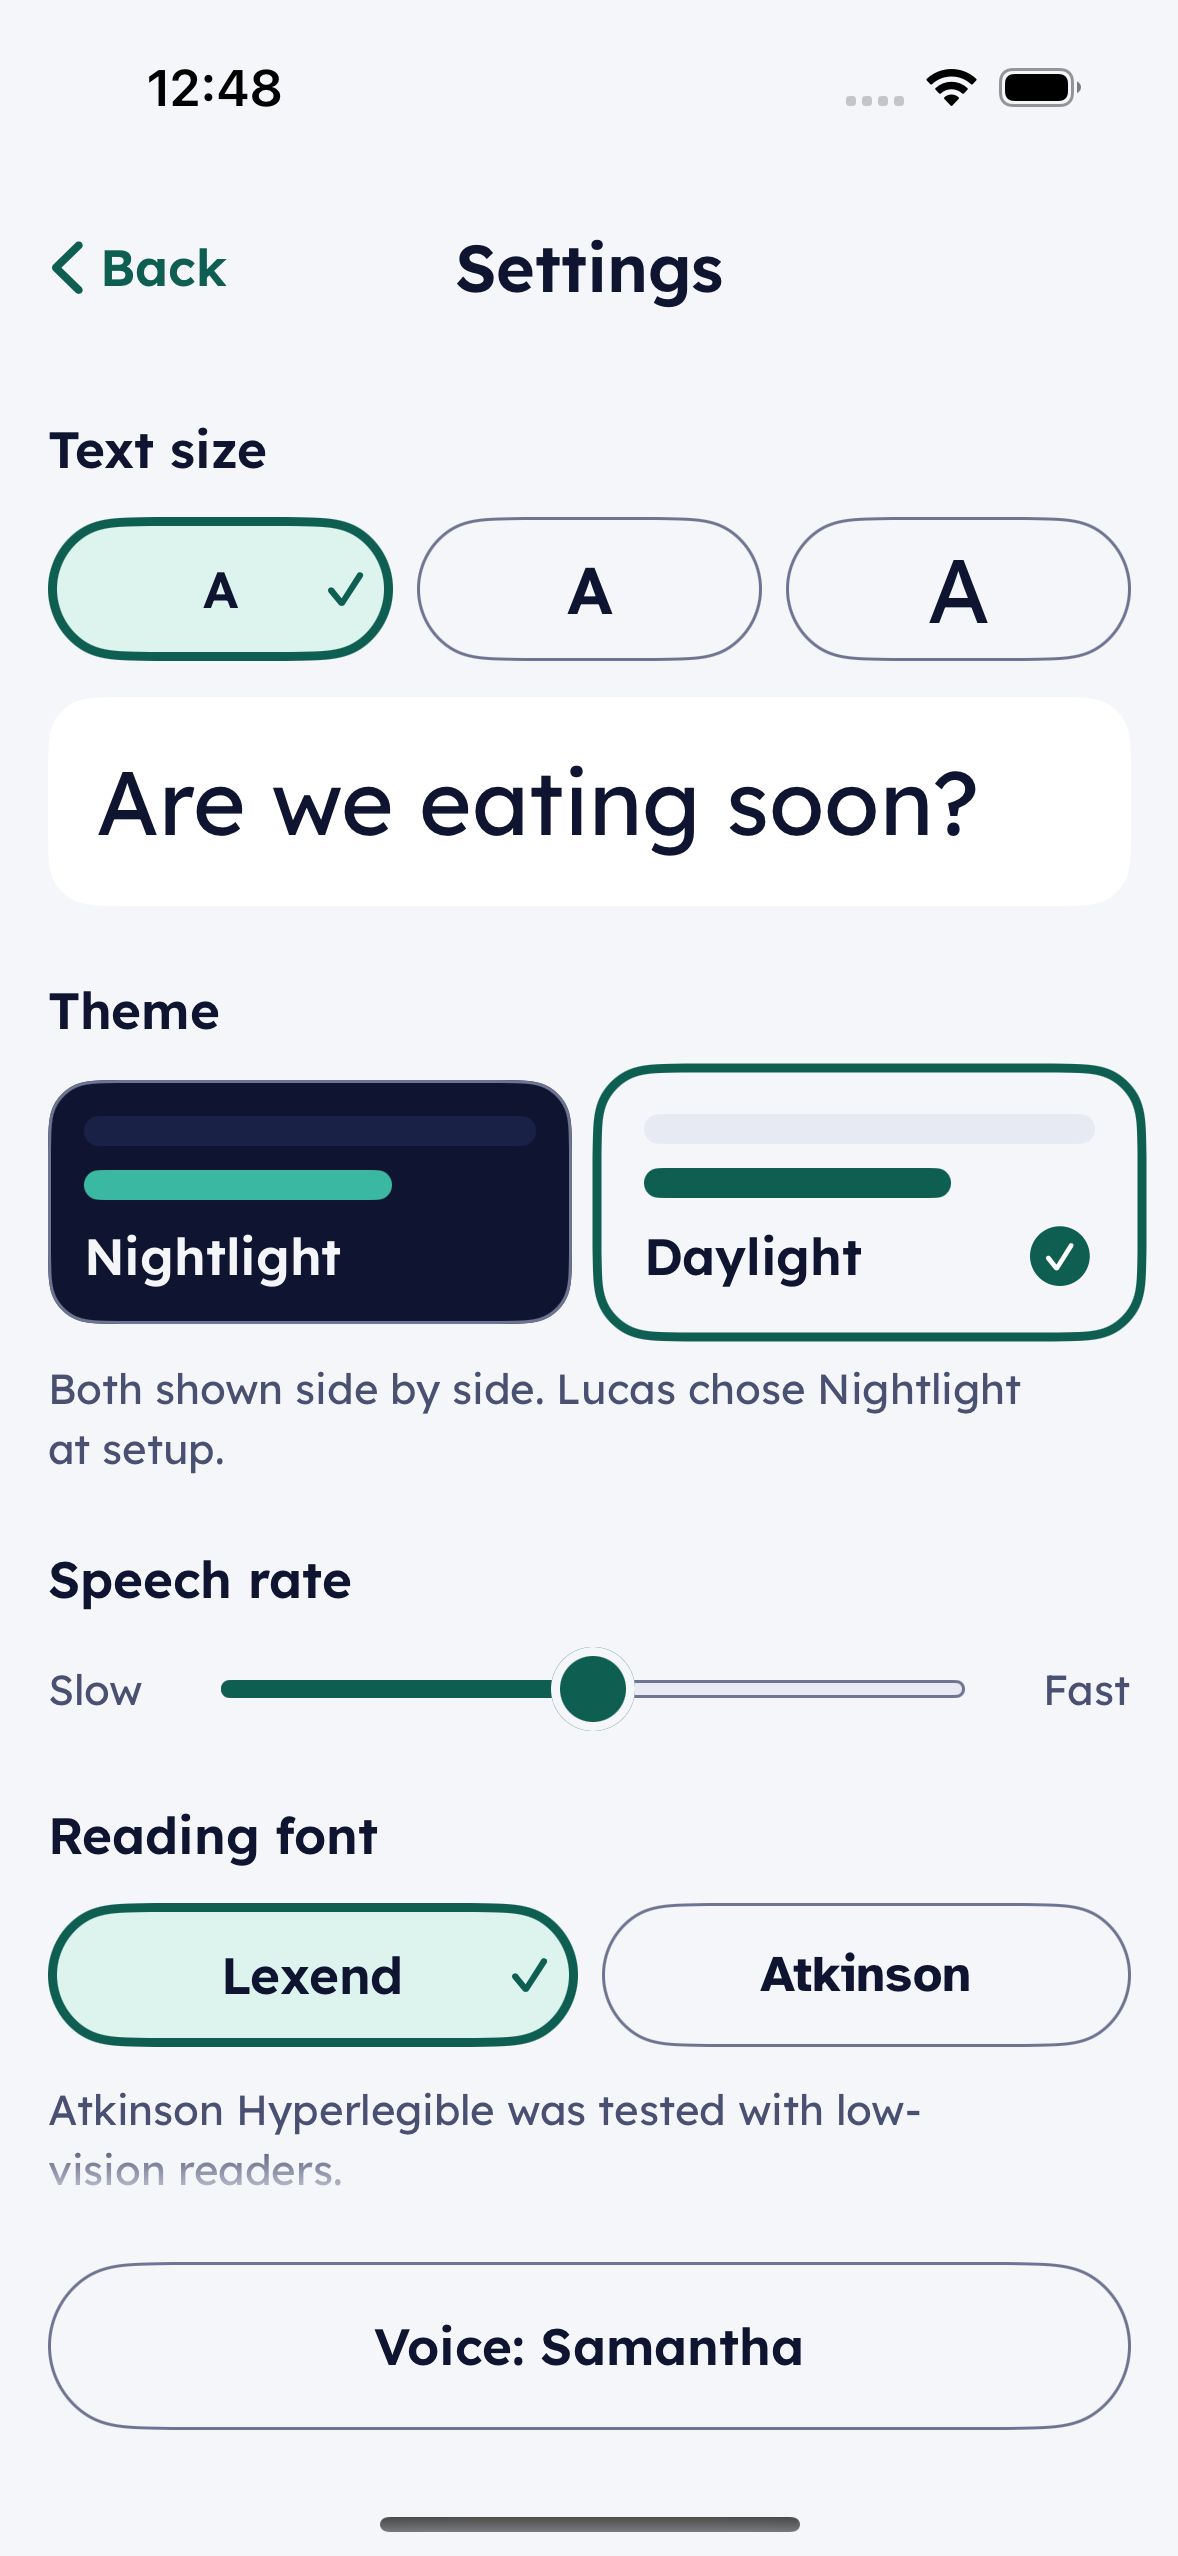 12:48
Back
Settings
Text size
A
A
A
Are we eating soon?
Theme
Nightlight
Daylight
Both shown side by side. Lucas chose Nightlight
at setup.
Speech rate
Slow
Fast
Reading font
Lexend
Atkinson
Atkinson Hyperlegible was tested with low-
vision readers.
Voice: Samantha